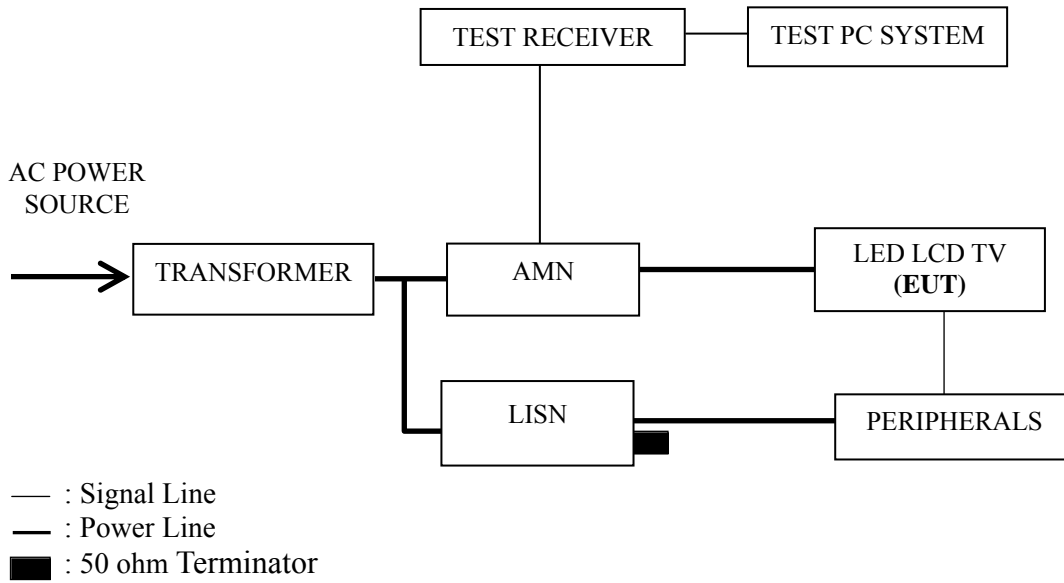 TEST RECEIVER
TEST PC SYSTEM
AC POWER
SOURCE
TRANSFORMER
AMN
LED LCD TV
(EUT)
LISN
PERIPHERALS
: Signal Line
: Power Line
: 50 ohm Terminator